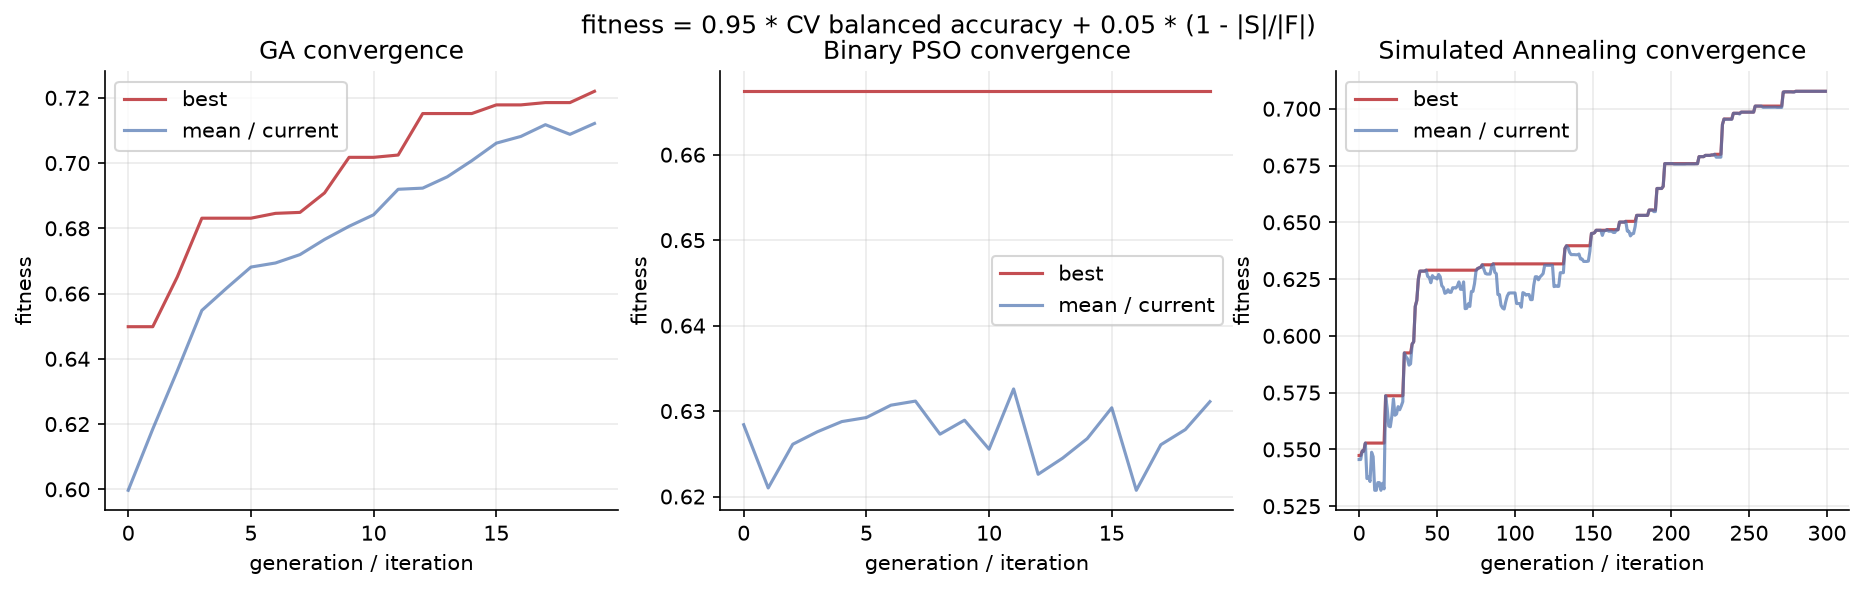 fitness = 0.95 * CV balanced accuracy + 0.05 * (1 - |S|/|F|)
GA convergence
best
mean / current
fitness
0.72
0.70
0.68
0.66
0.64
0.62
0.60
0
5
10
15
generation / iteration
Binary PSO convergence
best
mean / current
fitness
0.66
0.65
0.64
0.63
0.62
0
5
10
15
generation / iteration
Simulated Annealing convergence
best
mean / current
fitness
0.700
0.675
0.650
0.625
0.600
0.575
0.550
0.525
0
50
100
150
200
250
300
generation / iteration